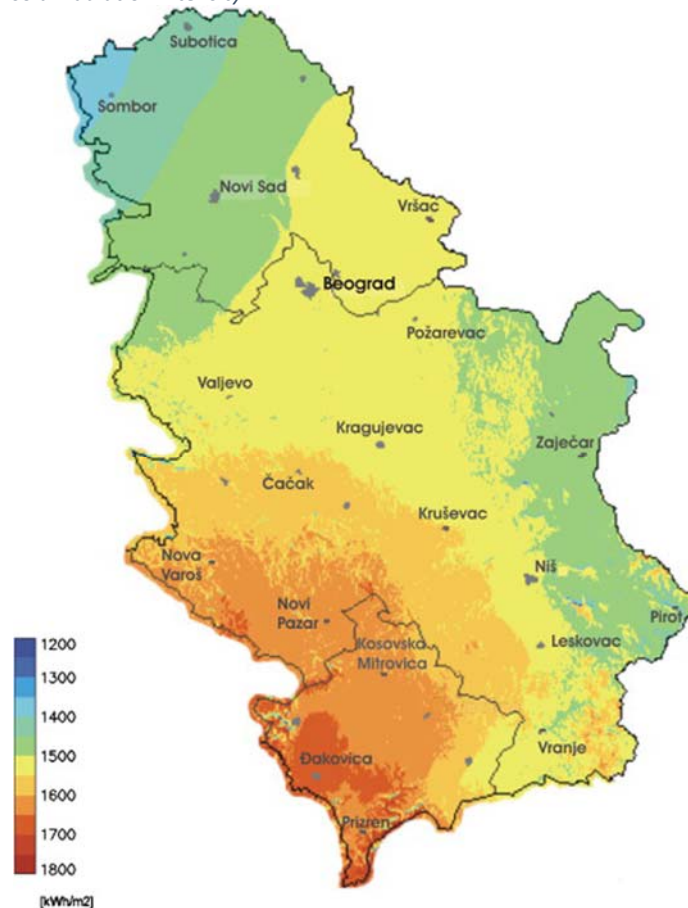 Subotica
Sombor
Novi Sad
Vršac
Beograd
Požarevac
Valjevo
Kragujevac
Zaječar
Čačak
Kruševac
Nova
Varoš
Niš
Novi
Pazar
Pirot
Leskovac
Kosovska
Mitrovica
Vranje
Đakovica
Prizren
1200
1300
1400
1500
1600
1700
1800
[kWh/m2]